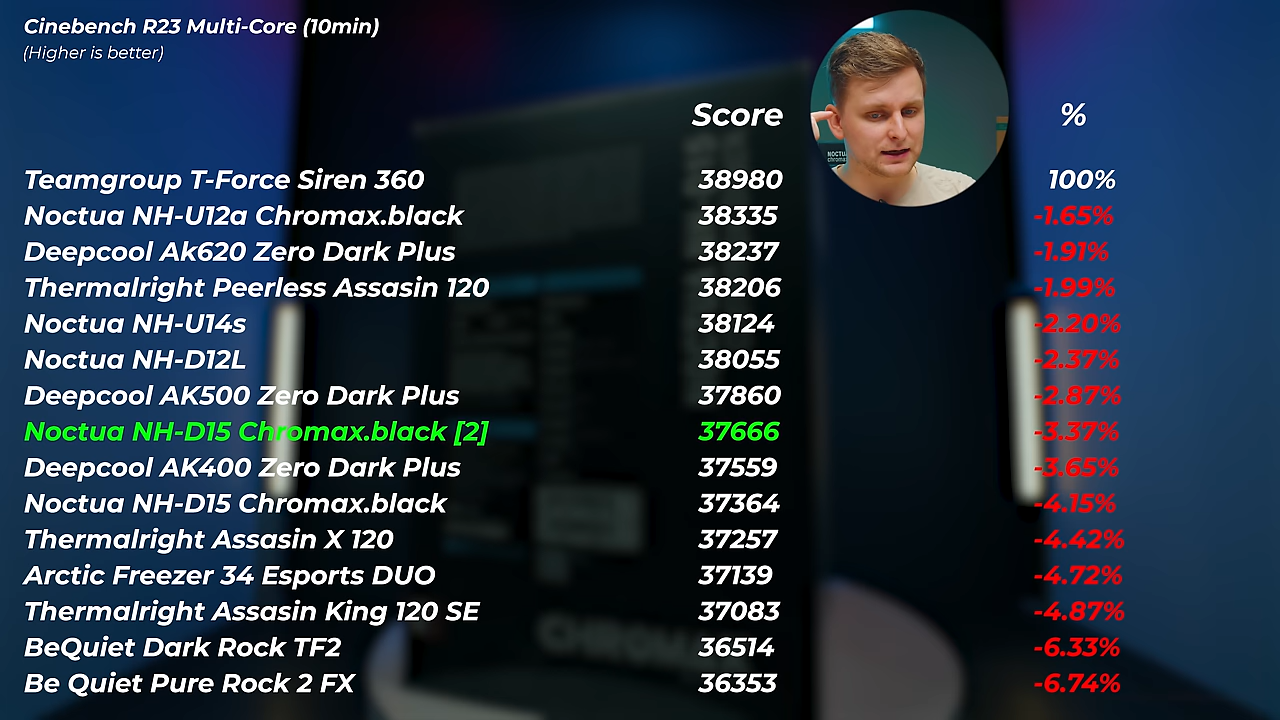 Cinebench R23 Multi-Core (10min)
(Higher is better)
Score %
Teamgroup T-Force Siren 360 38980 100%
Noctua NH-U12a Chromax.black 38335 -1.65%
Deepcool Ak620 Zero Dark Plus 38237 -1.91%
Thermalright Peerless Assasin 120 38206 -1.99%
Noctua NH-U14s 38124 -2.20%
Noctua NH-D12L 38055 -2.37%
Deepcool AK500 Zero Dark Plus 37860 -2.87%
Noctua NH-D15 Chromax.black [2] 37666 -3.37%
Deepcool AK400 Zero Dark Plus 37559 -3.65%
Noctua NH-D15 Chromax.black 37364 -4.15%
Thermalright Assasin X 120 37257 -4.42%
Arctic Freezer 34 Esports DUO 37139 -4.72%
Thermalright Assasin King 120 SE 37083 -4.87%
BeQuiet Dark Rock TF2 36514 -6.33%
Be Quiet Pure Rock 2 FX 36353 -6.74%